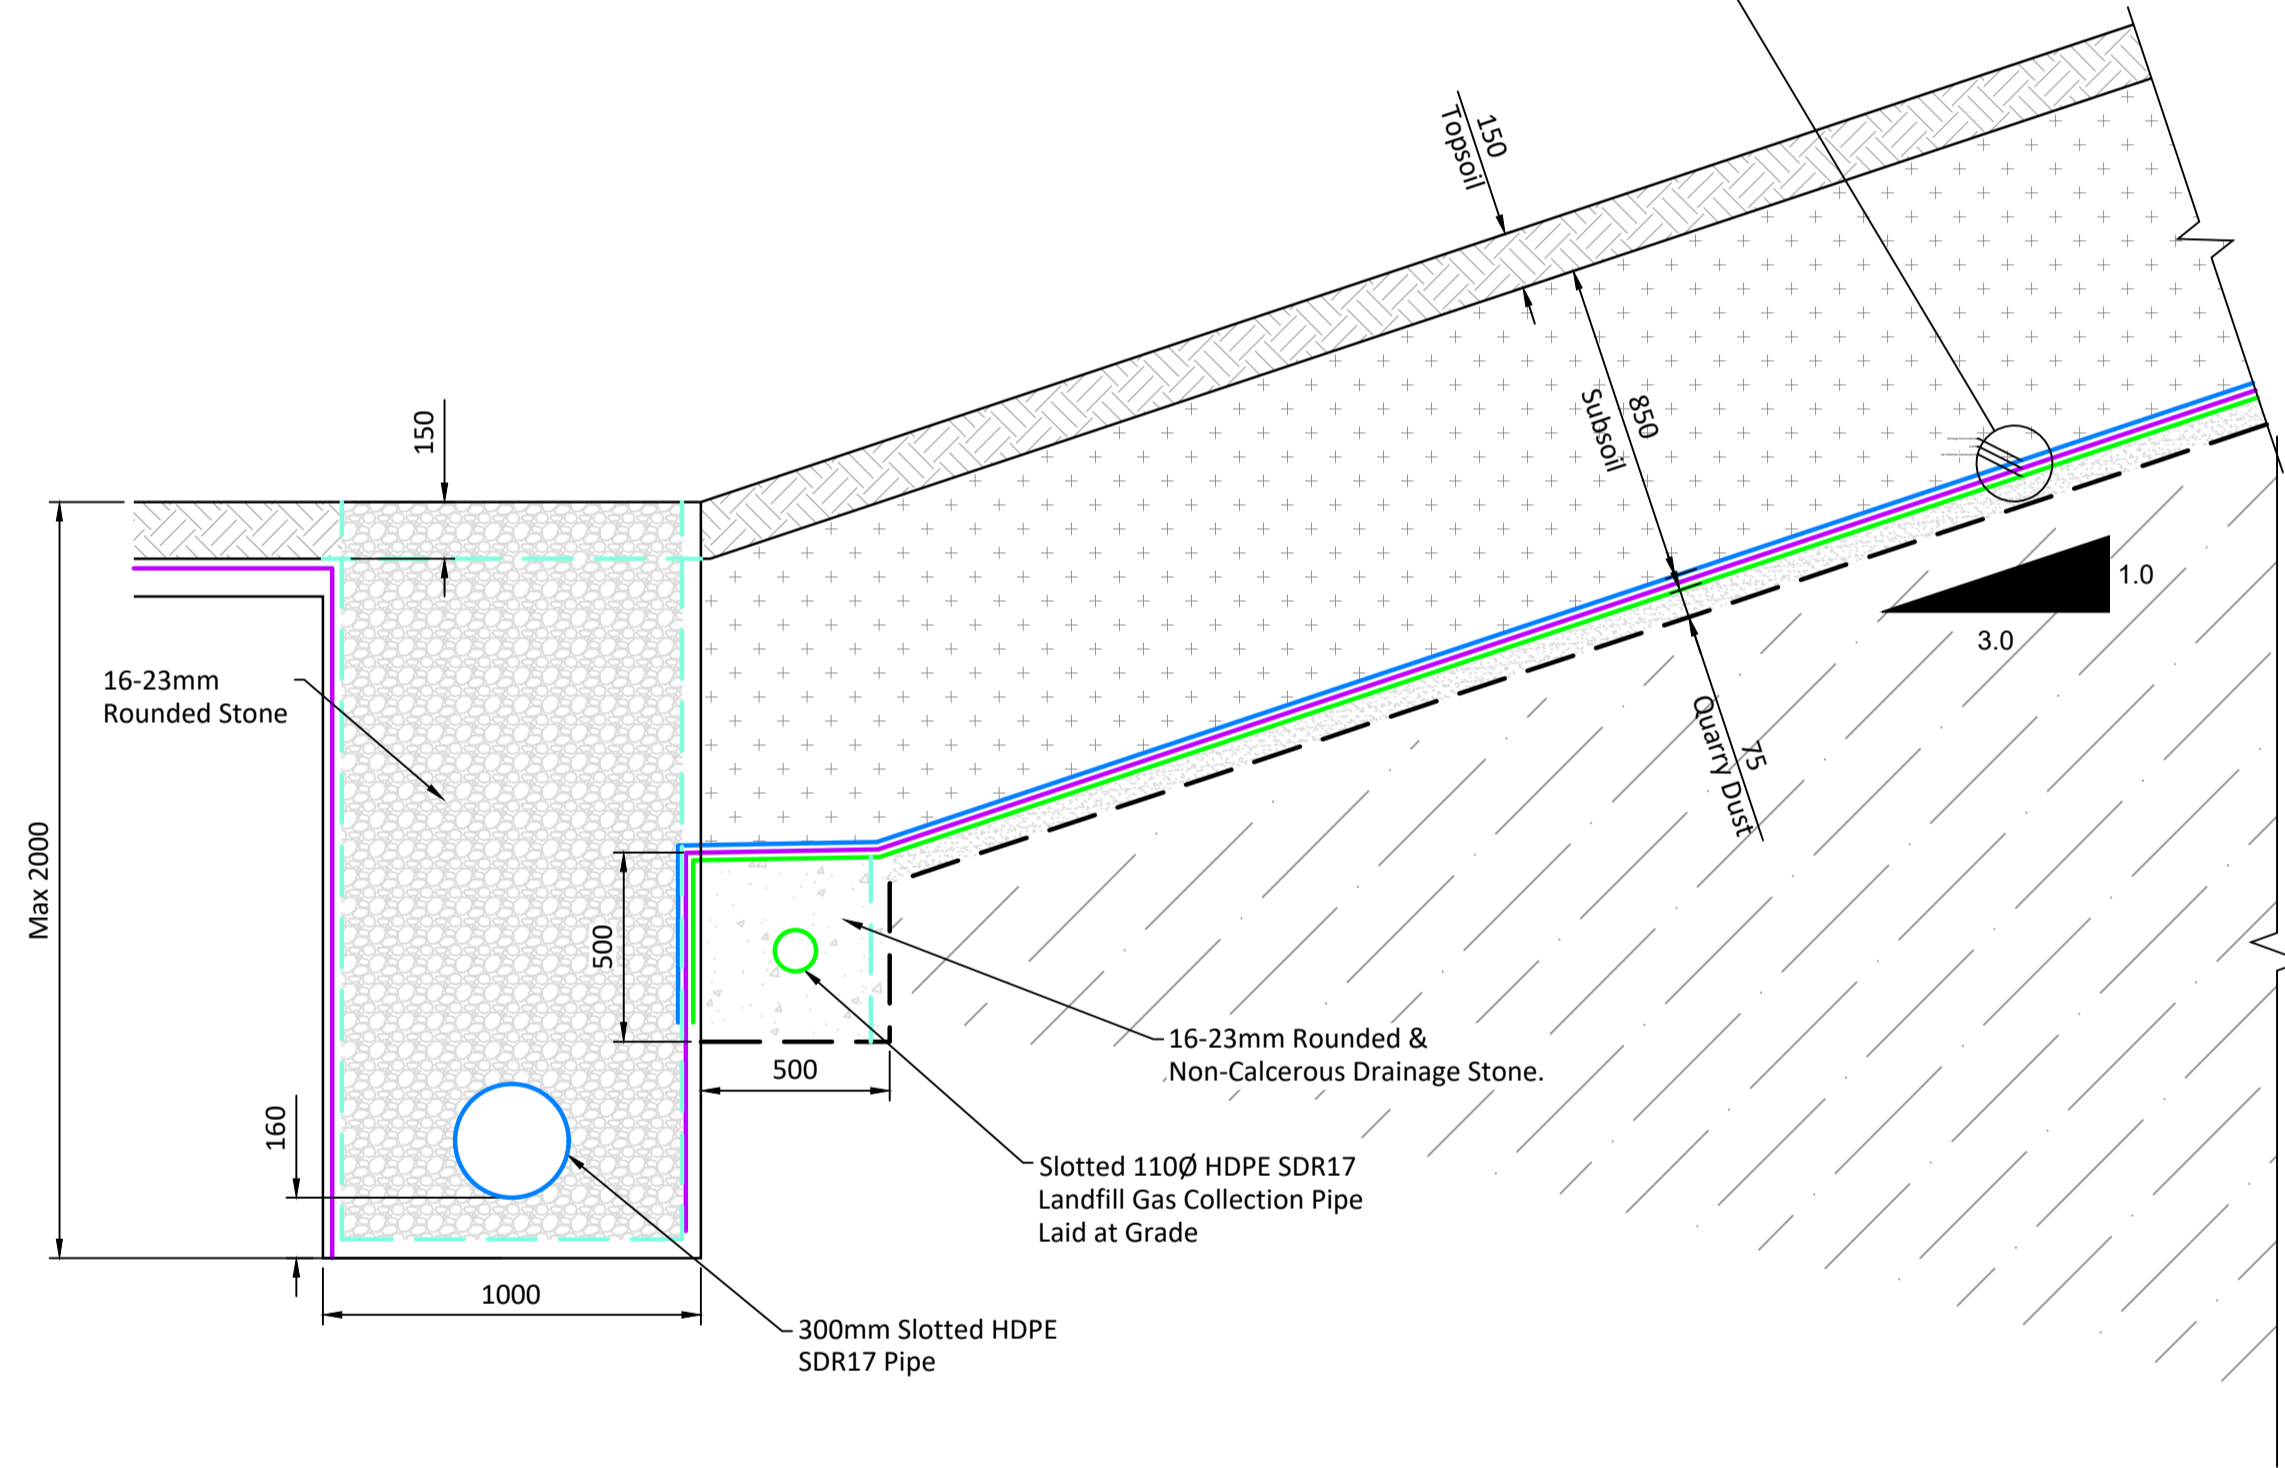 150
Topsoil
150
850
Subsoil
1.0
3.0
16-23mm
Rounded Stone
75
Quarry Dust
Max 2000
500
500
16-23mm Rounded &
Non-Calcerous Drainage Stone.
160
Slotted 110Ø HDPE SDR17
Landfill Gas Collection Pipe
Laid at Grade
1000
300mm Slotted HDPE
SDR17 Pipe